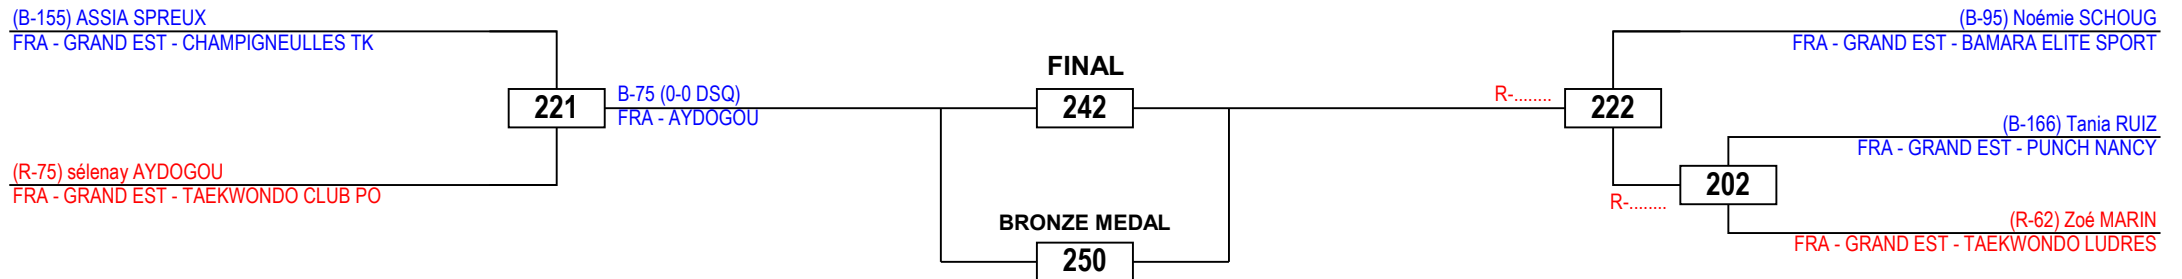 (B-155) ASSIA SPREUX
FRA - GRAND EST - CHAMPIGNEULLES TK
221
(R-75) sélenay AYDOGOU
FRA - GRAND EST - TAEKWONDO CLUB PO
B-75 (0-0 DSQ)
FRA - AYDOGOU
FINAL
242
BRONZE MEDAL
250
R-........
222
(B-95) Noémie SCHOUG
FRA - GRAND EST - BAMARA ELITE SPORT
(B-166) Tania RUIZ
FRA - GRAND EST - PUNCH NANCY
202
R-........
(R-62) Zoé MARIN
FRA - GRAND EST - TAEKWONDO LUDRES